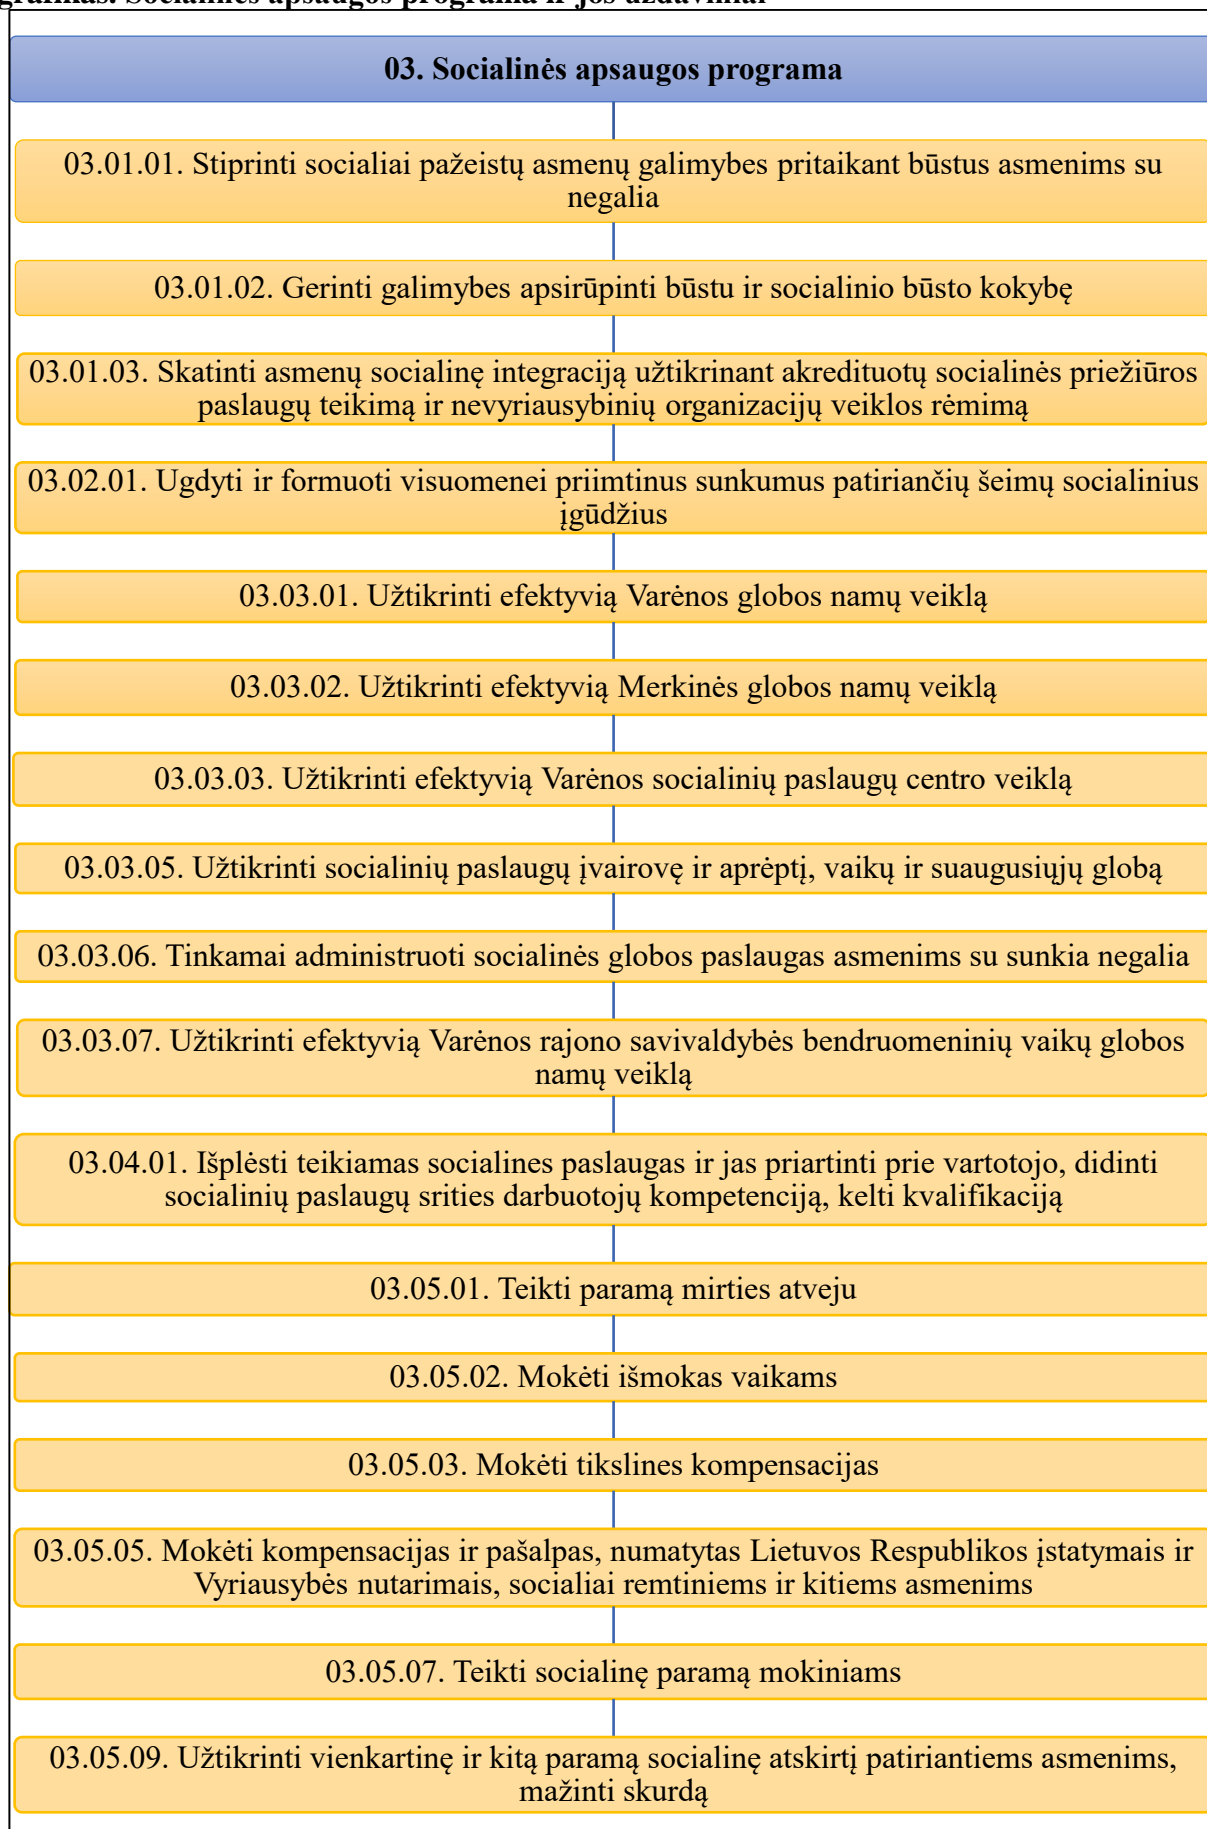 grafikas. Socialinės apsaugos programa ir jos uždaviniai
03. Socialinės apsaugos programa
03.01.01. Stiprinti socialiai pažeistų asmenų galimybes pritaikant būstus asmenims su
negalia
03.01.02. Gerinti galimybes apsirūpinti būstu ir socialinio būsto kokybę
03.01.03. Skatinti asmenų socialinę integraciją užtikrinant akredituotų socialinės priežiūros
paslaugų teikimą ir nevyriausybinių organizacijų veiklos rėmimą
03.02.01. Ugdyti ir formuoti visuomenei priimtinus sunkumus patiriančių šeimų socialinius
įgūdžius
03.03.01. Užtikrinti efektyvią Varėnos globos namų veiklą
03.03.02. Užtikrinti efektyvią Merkinės globos namų veiklą
03.03.03. Užtikrinti efektyvią Varėnos socialinių paslaugų centro veiklą
03.03.05. Užtikrinti socialinių paslaugų įvairovę ir aprėptį, vaikų ir suaugusiųjų globą
03.03.06. Tinkamai administruoti socialinės globos paslaugas asmenims su sunkia negalia
03.03.07. Užtikrinti efektyvią Varėnos rajono savivaldybės bendruomeninių vaikų globos
namų veiklą
03.04.01. Išplėsti teikiamas socialines paslaugas ir jas priartinti prie vartotojo, didinti
socialinių paslaugų srities darbuotojų kompetenciją, kelti kvalifikaciją
03.05.01. Teikti paramą mirties atveju
03.05.02. Mokėti išmokas vaikams
03.05.03. Mokėti tikslines kompensacijas
03.05.05. Mokėti kompensacijas ir pašalpas, numatytas Lietuvos Respublikos įstatymais ir
Vyriausybės nutarimais, socialiai remtiniems ir kitiems asmenims
03.05.07. Teikti socialinę paramą mokiniams
03.05.09. Užtikrinti vienkartinę ir kitą paramą socialinę atskirtį patiriantiems asmenims,
mažinti skurdą